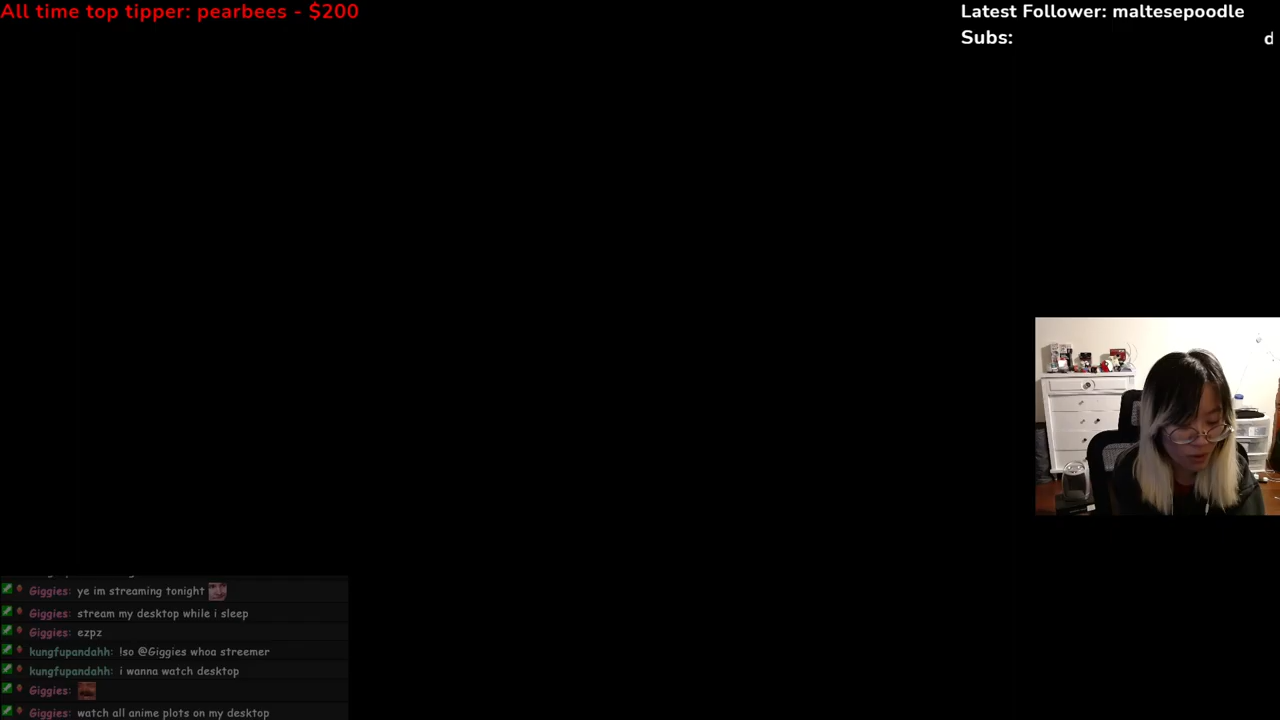 All time top tipper: pearbees - $200
Latest Follower: maltesepoodle
Subs:
d
Giggies: ye im streaming tonight
Giggies: stream my desktop while i sleep
Giggies: ezpz
kungfupandahh: !so @Giggies whoa streemer
kungfupandahh: i wanna watch desktop
Giggies:
Giggies: watch all anime plots on my desktop